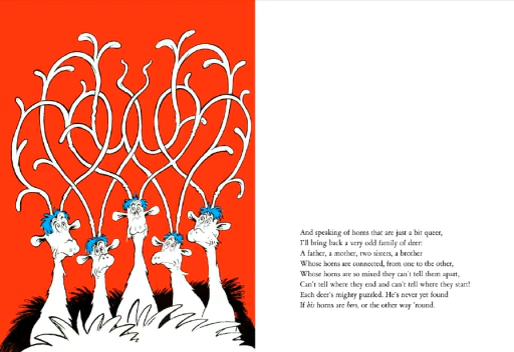 And speaking of horns that are just a bit queer,
I'll bring back a very odd family of deer:
A father, a mother, two sisters, a brother
Whose horns are connected, from one to the other,
Whose horns are so mixed they can't tell them apart,
Can't tell where they end and can't tell where they start!
Each deer's mighty puzzled. He's never yet found
If his horns are hers, or the other way 'round.